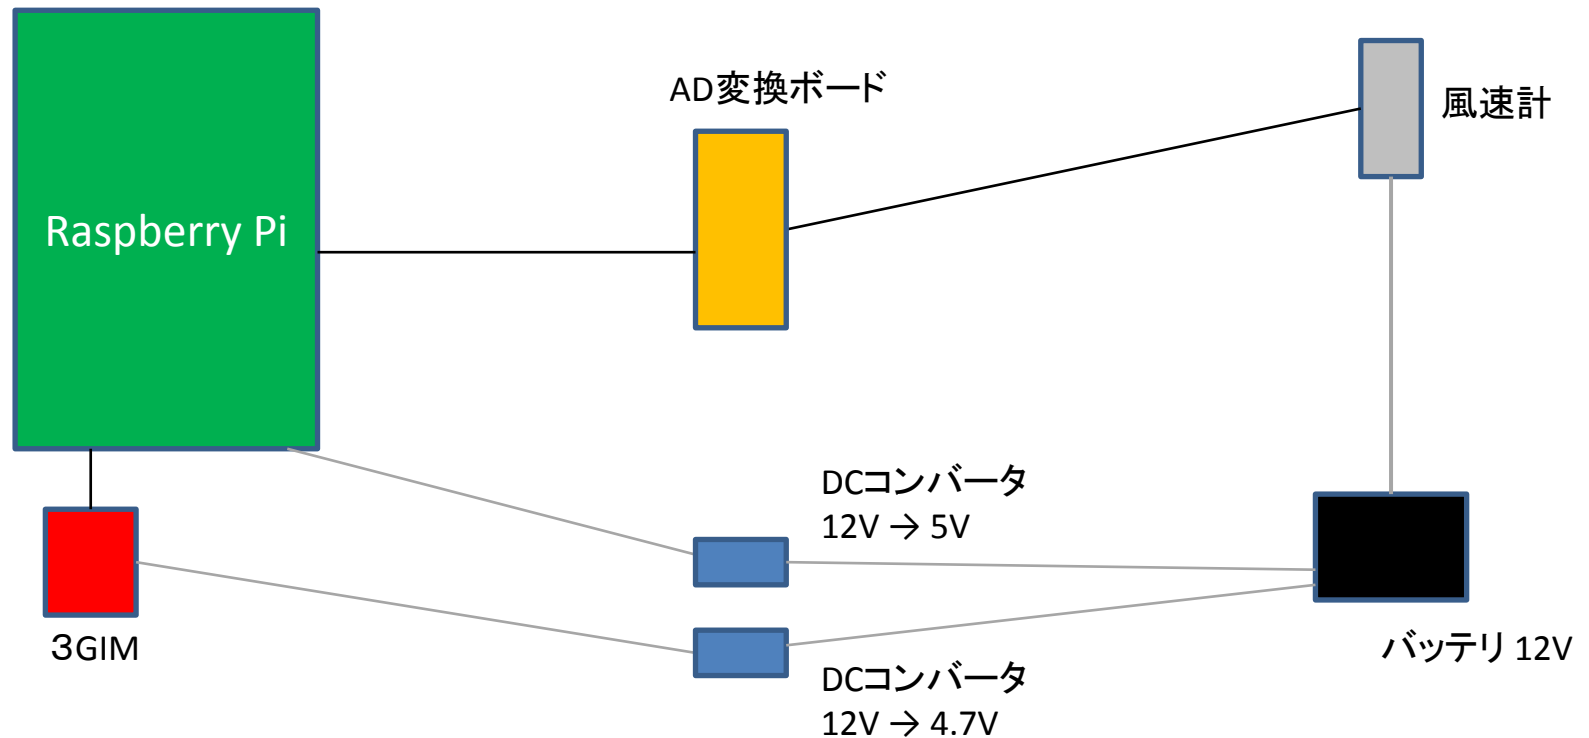 AD変換ボード
風速計
Raspberry Pi
DCコンバータ
12V → 5V
3GIM
バッテリ 12V
DCコンバータ
12V → 4.7V